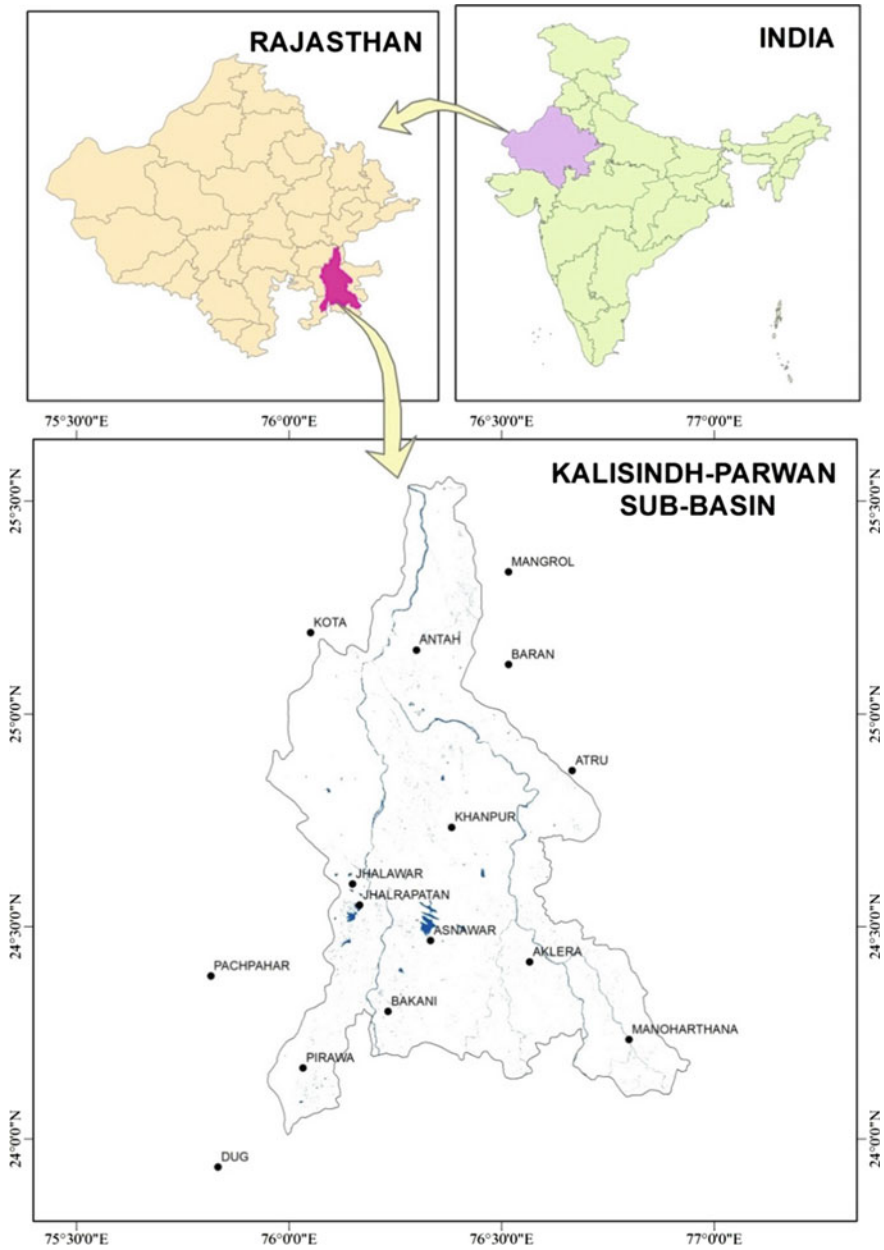 RAJASTHAN
INDIA
75°30'0"E
76°0'0"E
76°30'0"E
77°0'0"E
KALISINDH-PARWAN
SUB-BASIN
25°30'0"N
25°30'0"N
MANGROL
KOTA
ANTAH
BARAN
25°0'0"N
25°0'0"N
ATRU
KHANPUR
JHALAWAR
JHALRAPATAN
24°30'0"N
24°30'0"N
ASNAWAR
AKLERA
PACHPAHAR
BAKANI
MANOHARTHANA
PIRAWA
24°0'0"N
24°0'0"N
DUG
75°30'0"E
76°0'0"E
76°30'0"E
77°0'0"E